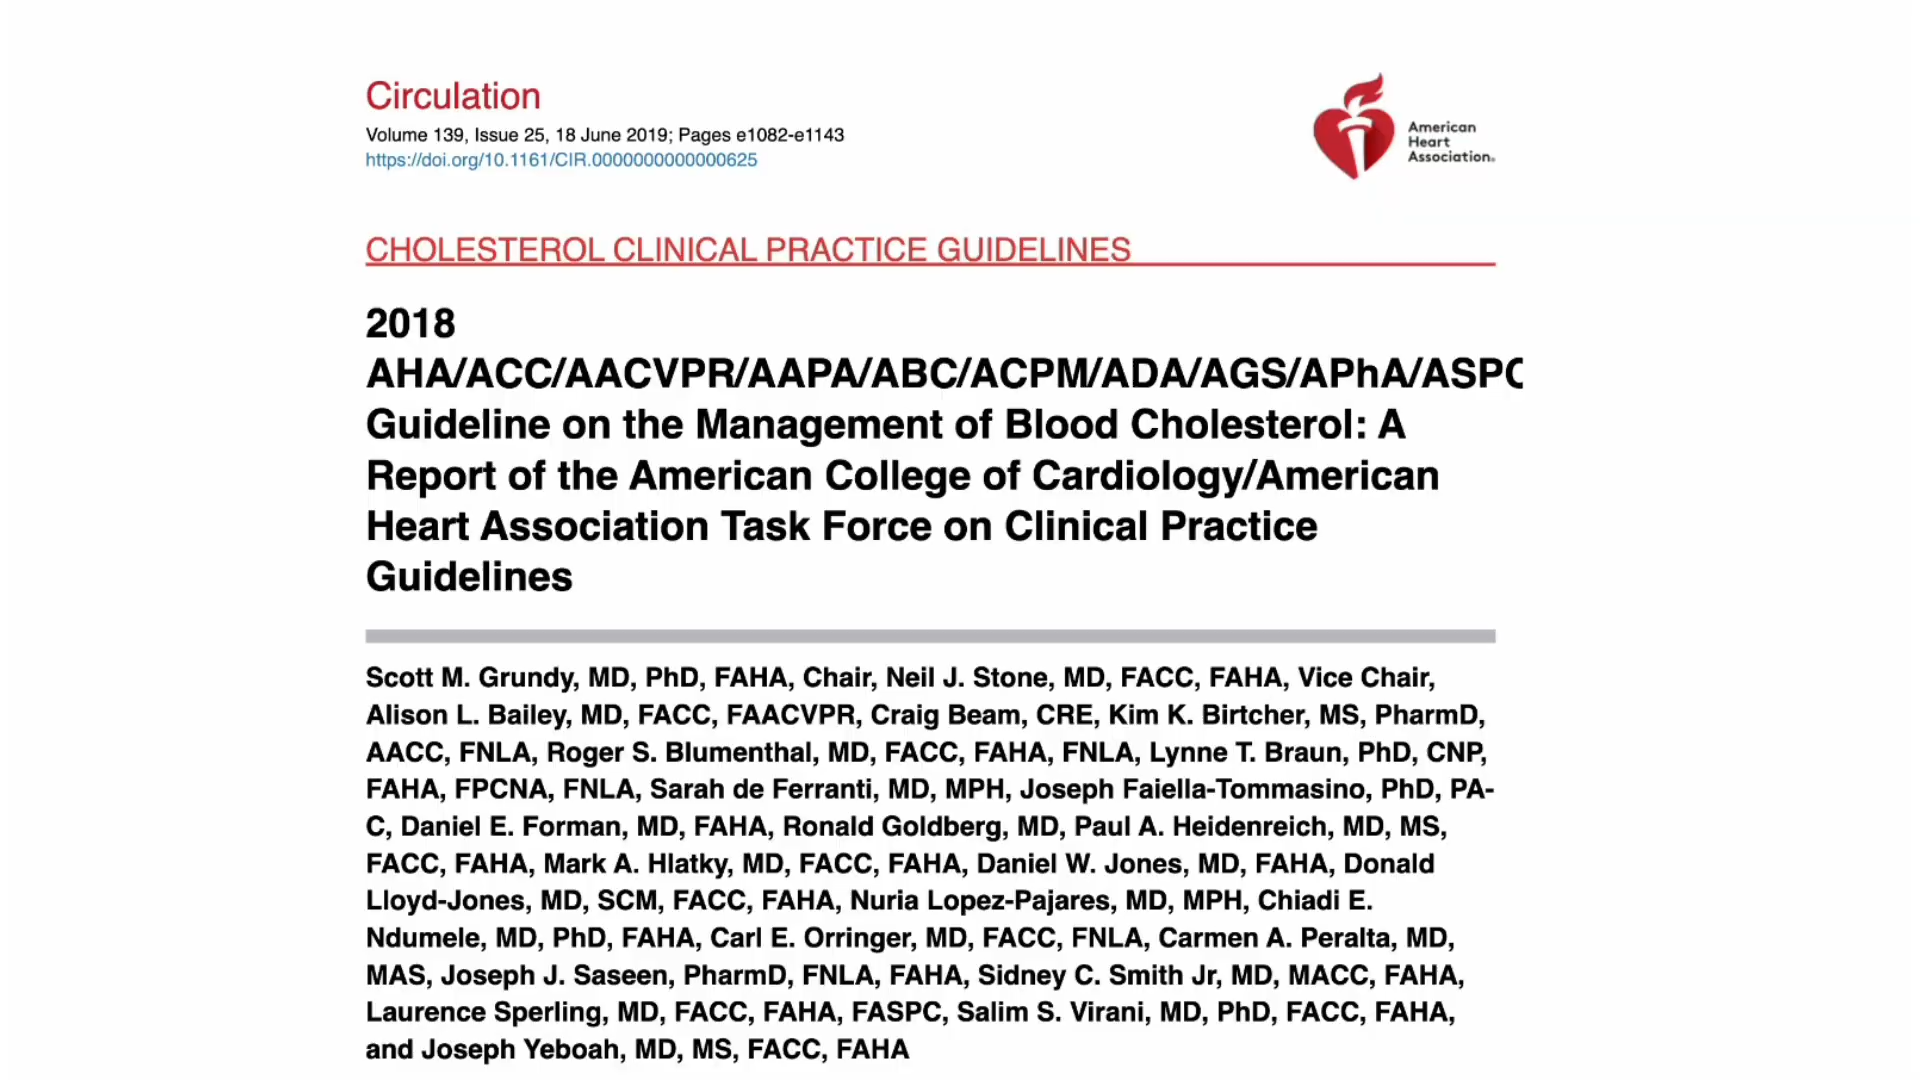 Circulation
Volume 139, Issue 25, 18 June 2019; Pages e1082-e1143
https://doi.org/10.1161/CIR.0000000000000625
American
Heart
Association.
CHOLESTEROL CLINICAL PRACTICE GUIDELINES
2018
AHA/ACC/AACVPR/AAPA/ABC/ACPM/ADA/AGS/APhA/ASPC
Guideline on the Management of Blood Cholesterol: A
Report of the American College of Cardiology/American
Heart Association Task Force on Clinical Practice
Guidelines
Scott M. Grundy, MD, PhD, FAHA, Chair, Neil J. Stone, MD, FACC, FAHA, Vice Chair,
Alison L. Bailey, MD, FACC, FAACVPR, Craig Beam, CRE, Kim K. Birtcher, MS, PharmD,
AACC, FNLA, Roger S. Blumenthal, MD, FACC, FAHA, FNLA, Lynne T. Braun, PhD, CNP,
FAHA, FPCNA, FNLA, Sarah de Ferranti, MD, MPH, Joseph Faiella-Tommasino, PhD, PA-
C, Daniel E. Forman, MD, FAHA, Ronald Goldberg, MD, Paul A. Heidenreich, MD, MS,
FACC, FAHA, Mark A. Hlatky, MD, FACC, FAHA, Daniel W. Jones, MD, FAHA, Donald
Lloyd-Jones, MD, SCM, FACC, FAHA, Nuria Lopez-Pajares, MD, MPH, Chiadi E.
Ndumele, MD, PhD, FAHA, Carl E. Orringer, MD, FACC, FNLA, Carmen A. Peralta, MD,
MAS, Joseph J. Saseen, PharmD, FNLA, FAHA, Sidney C. Smith Jr, MD, MACC, FAHA,
Laurence Sperling, MD, FACC, FAHA, FASPC, Salim S. Virani, MD, PhD, FACC, FAHA,
and Joseph Yeboah, MD, MS, FACC, FAHA